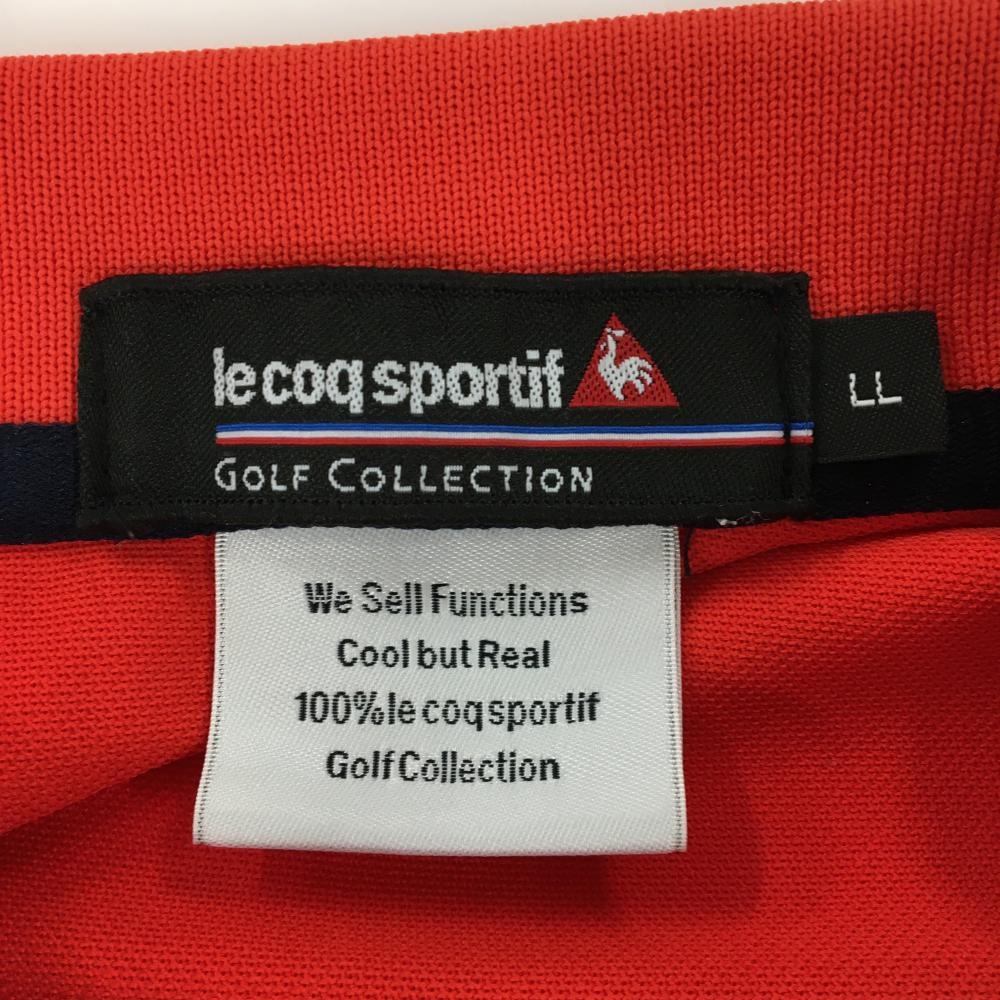 le coq sportif
LL
GOLF COLLECTION
We Sell Functions
Cool but Real
100% le coq sportif
Golf Collection